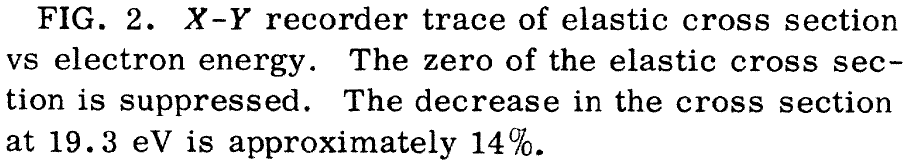 FIG. 2. X-Y recorder trace of elastic cross section
vs electron energy. The zero of the elastic cross sec-
tion is suppressed. The decrease in the cross section
at 19.3 eV is approximately 14%.